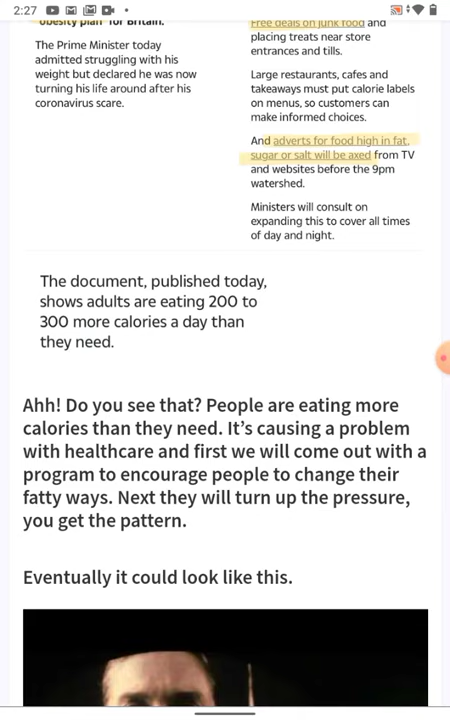 2:27
obesity plan" for Britain.
The Prime Minister today
admitted struggling with his
weight but declared he was now
turning his life around after his
coronavirus scare.
Free deals on junk food and
placing treats near store
entrances and tills.
Large restaurants, cafes and
takeaways must put calorie labels
on menus, so customers can
make informed choices.
And adverts for food high in fat,
sugar or salt will be axed from TV
and websites before the 9pm
watershed.
Ministers will consult on
expanding this to cover all times
of day and night.
The document, published today,
shows adults are eating 200 to
300 more calories a day than
they need.
Ahh! Do you see that? People are eating more
calories than they need. It’s causing a problem
with healthcare and first we will come out with a
program to encourage people to change their
fatty ways. Next they will turn up the pressure,
you get the pattern.
Eventually it could look like this.